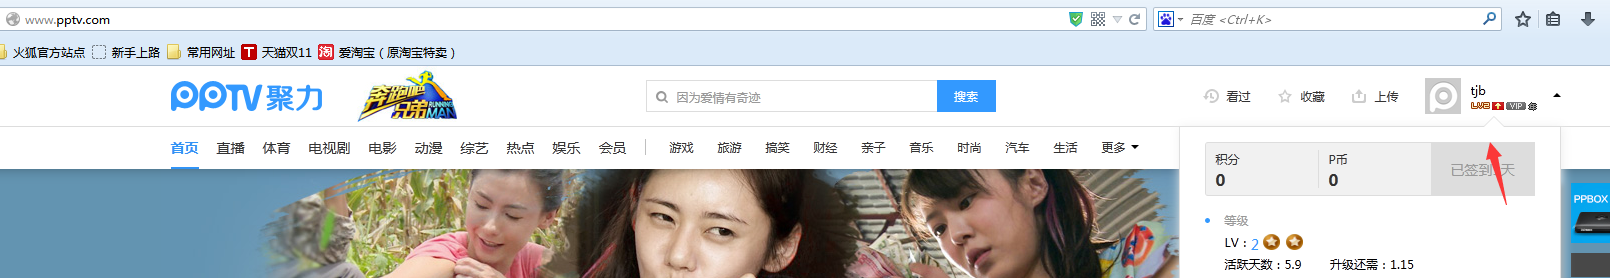 www.pptv.com
百度 <Ctrl+K>
火狐官方站点 新手上路 常用网址 T 天猫双11 淘 爱淘宝（原淘宝特卖）
PPTV聚力 奔跑吧兄弟 RUNNING MAN 因为爱情有奇迹 搜索 看过 收藏 上传 tjb
LV2 VIP
首页 直播 体育 电视剧 电影 动漫 综艺 热点 娱乐 会员 游戏 旅游 搞笑 财经 亲子 音乐 时尚 汽车 生活 更多
积分 P币
0 0
已签到 天
PPBOX
等级
LV：2
活跃天数：5.9 升级还需：1.15